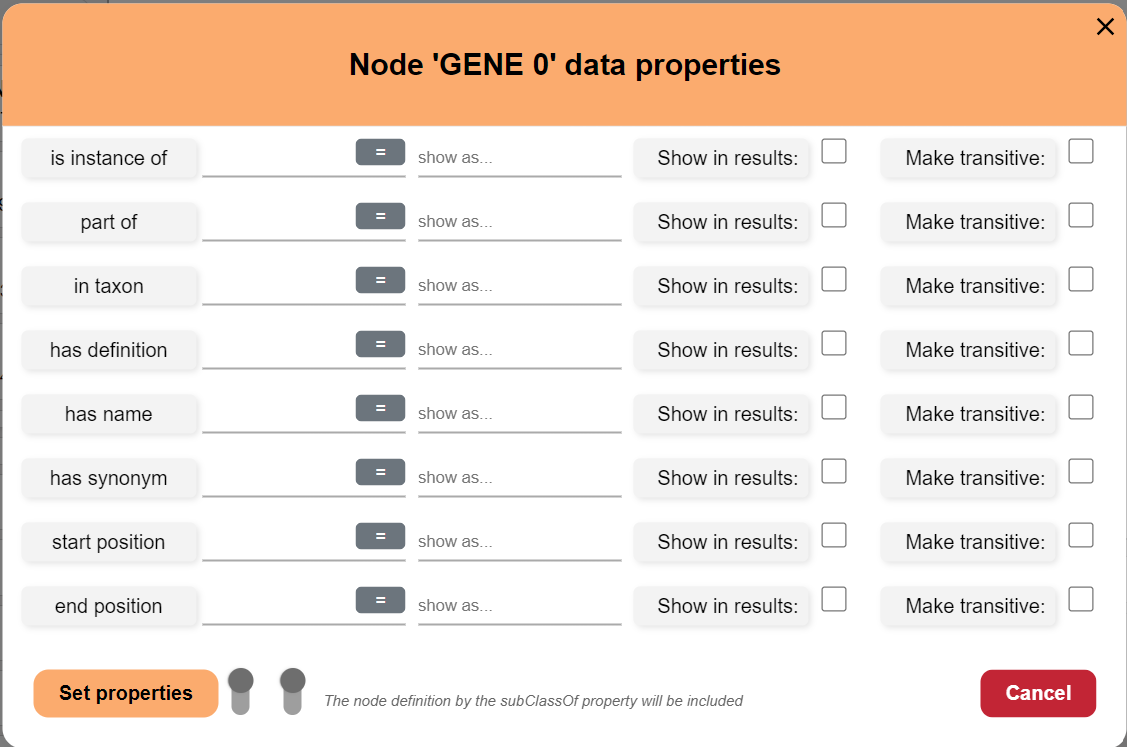 Node 'GENE 0' data properties
is instance of = show as... Show in results: Make transitive:
part of = show as... Show in results: Make transitive:
in taxon = show as... Show in results: Make transitive:
has definition = show as... Show in results: Make transitive:
has name = show as... Show in results: Make transitive:
has synonym = show as... Show in results: Make transitive:
start position = show as... Show in results: Make transitive:
end position = show as... Show in results: Make transitive:
Set properties The node definition by the subClassOf property will be included Cancel